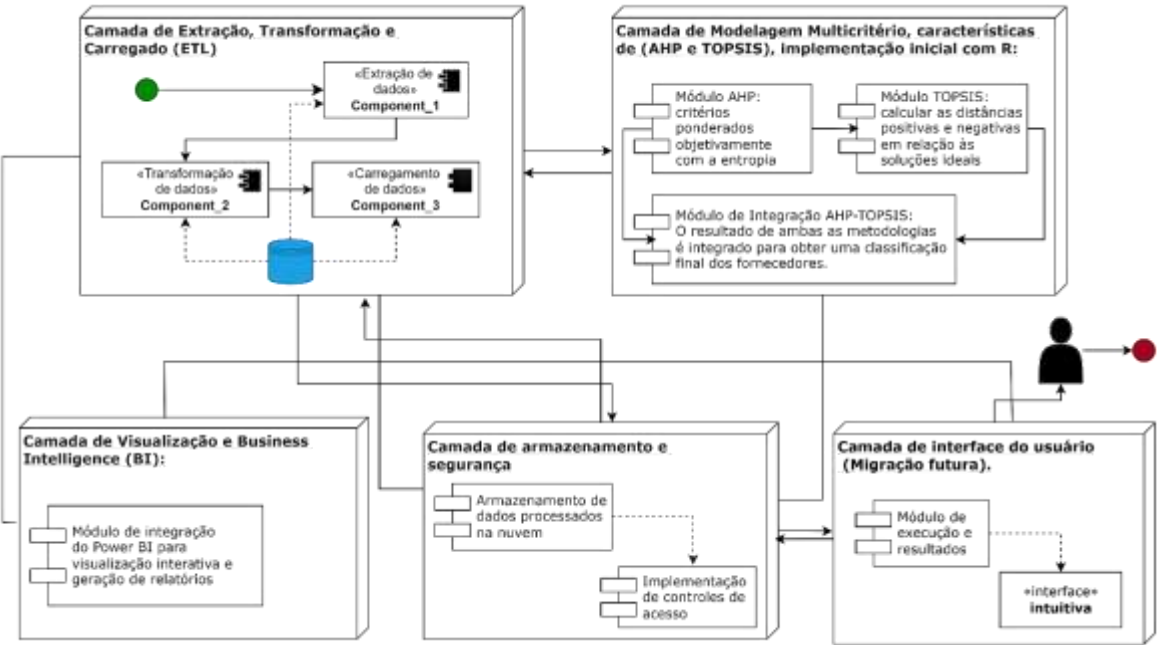 Camada de Extração, Transformação e
Carregado (ETL)
«Extração de
dados»
Component_1
«Transformação
de dados»
Component_2
«Carregamento
de dados»
Component_3
Camada de Modelagem Multicritério, características
de (AHP e TOPSIS), implementação inicial com R:
Módulo AHP:
critérios
ponderados
objetivamente
com a entropia
Módulo TOPSIS:
calcular as distâncias
positivas e negativas
em relação às
soluções ideais
Módulo de Integração AHP-TOPSIS:
O resultado de ambas as metodologias
é integrado para obter uma classificação
final dos fornecedores.
Camada de Visualização e Business
Intelligence (BI):
Módulo de integração
do Power BI para
visualização interativa e
geração de relatórios
Camada de armazenamento e
segurança
Armazenamento de
dados processados
na nuvem
Implementação
de controles de
acesso
Camada de interface do usuário
(Migração futura).
Módulo de
execução e
resultados
«interface»
intuitiva